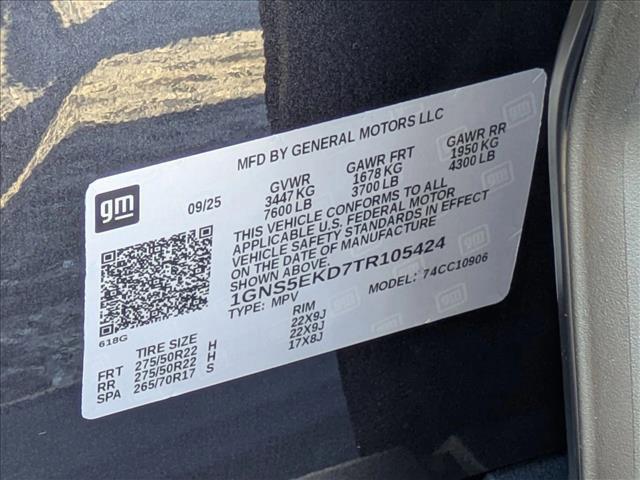 MFD BY GENERAL MOTORS LLC
gm
09/25
GVWR
3447 KG
7600 LB
GAWR FRT
1678 KG
3700 LB
GAWR RR
1950 KG
4300 LB
THIS VEHICLE CONFORMS TO ALL
APPLICABLE U.S. FEDERAL MOTOR
VEHICLE SAFETY STANDARDS IN EFFECT
ON THE DATE OF MANUFACTURE
1GNS5EKD7TR105424
TYPE: MPV
MODEL: 74CC10906
618G
TIRE SIZE RIM
FRT 275/50R22 H 22X9J
RR 275/50R22 H 22X9J
SPA 265/70R17 S 17X8J